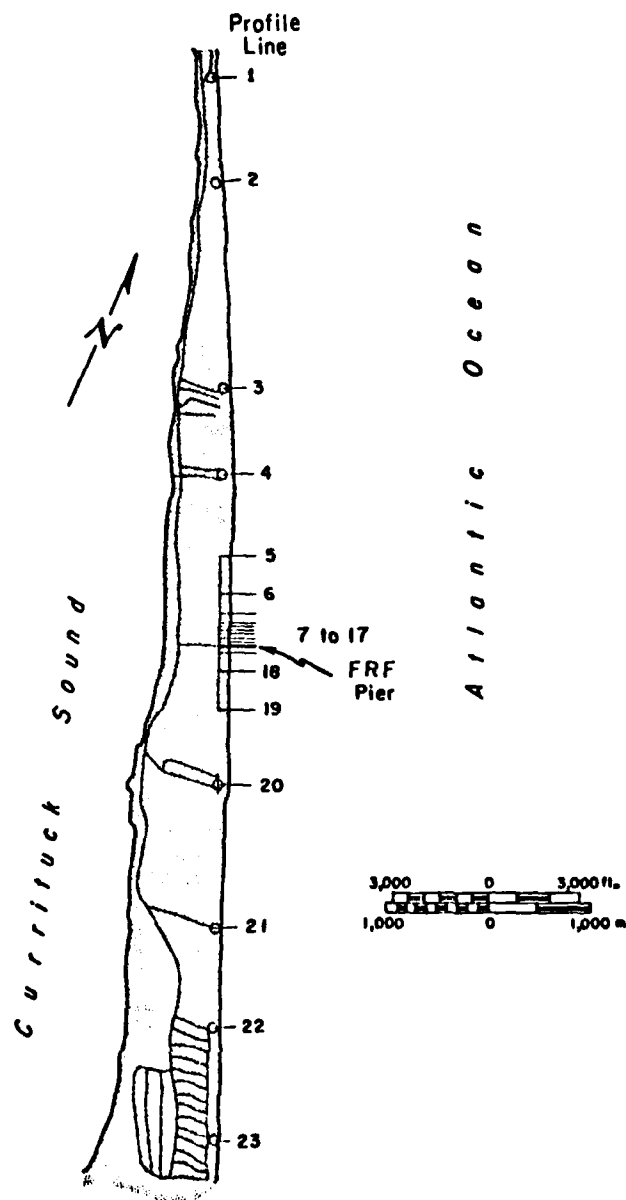 Profile
Line
1
2
N
3
4
5
6
7 to 17
FRF
Pier
18
19
20
21
22
23
Atlantic Ocean
Currituck Sound
3,000 0 3,000 ft.
1,000 0 1,000 m